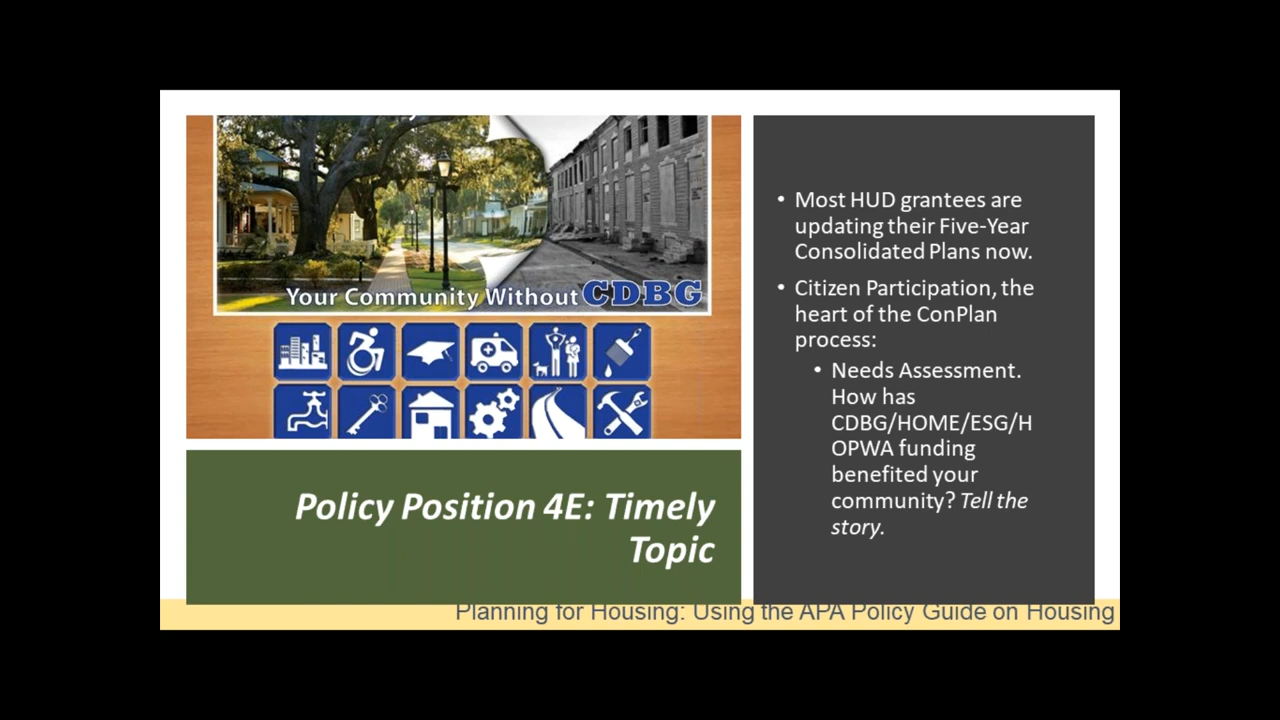 Your Community Without CDBG
Policy Position 4E: Timely
Topic
• Most HUD grantees are
updating their Five-Year
Consolidated Plans now.
• Citizen Participation, the
heart of the ConPlan
process:
• Needs Assessment.
How has
CDBG/HOME/ESG/H
OPWA funding
benefited your
community? Tell the
story.
Planning for Housing: Using the APA Policy Guide on Housing